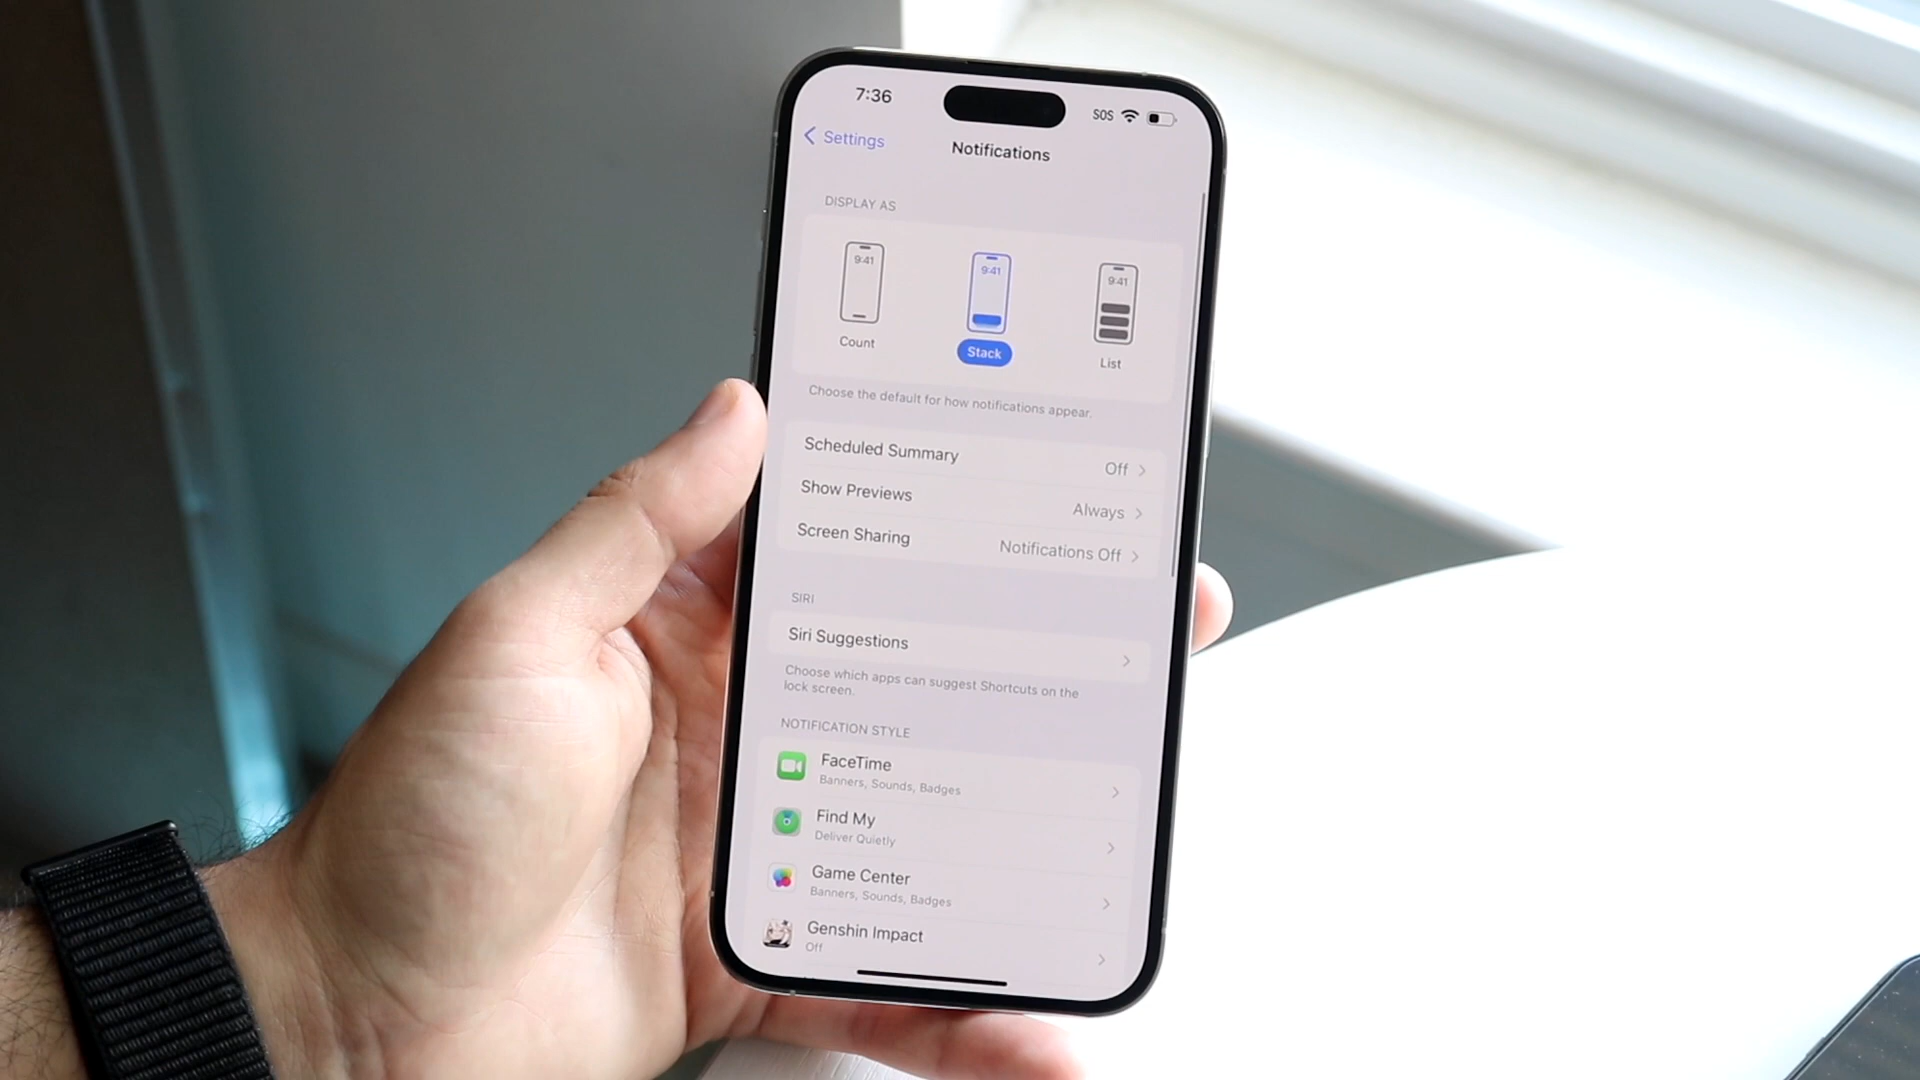 7:36
SOS
Settings
Notifications
DISPLAY AS
9:41
9:41
9:41
Count
Stack
List
Choose the default for how notifications appear.
Scheduled Summary Off
Show Previews Always
Screen Sharing Notifications Off
SIRI
Siri Suggestions
Choose which apps can suggest Shortcuts on the
lock screen.
NOTIFICATION STYLE
FaceTime
Banners, Sounds, Badges
Find My
Deliver Quietly
Game Center
Banners, Sounds, Badges
Genshin Impact
Off